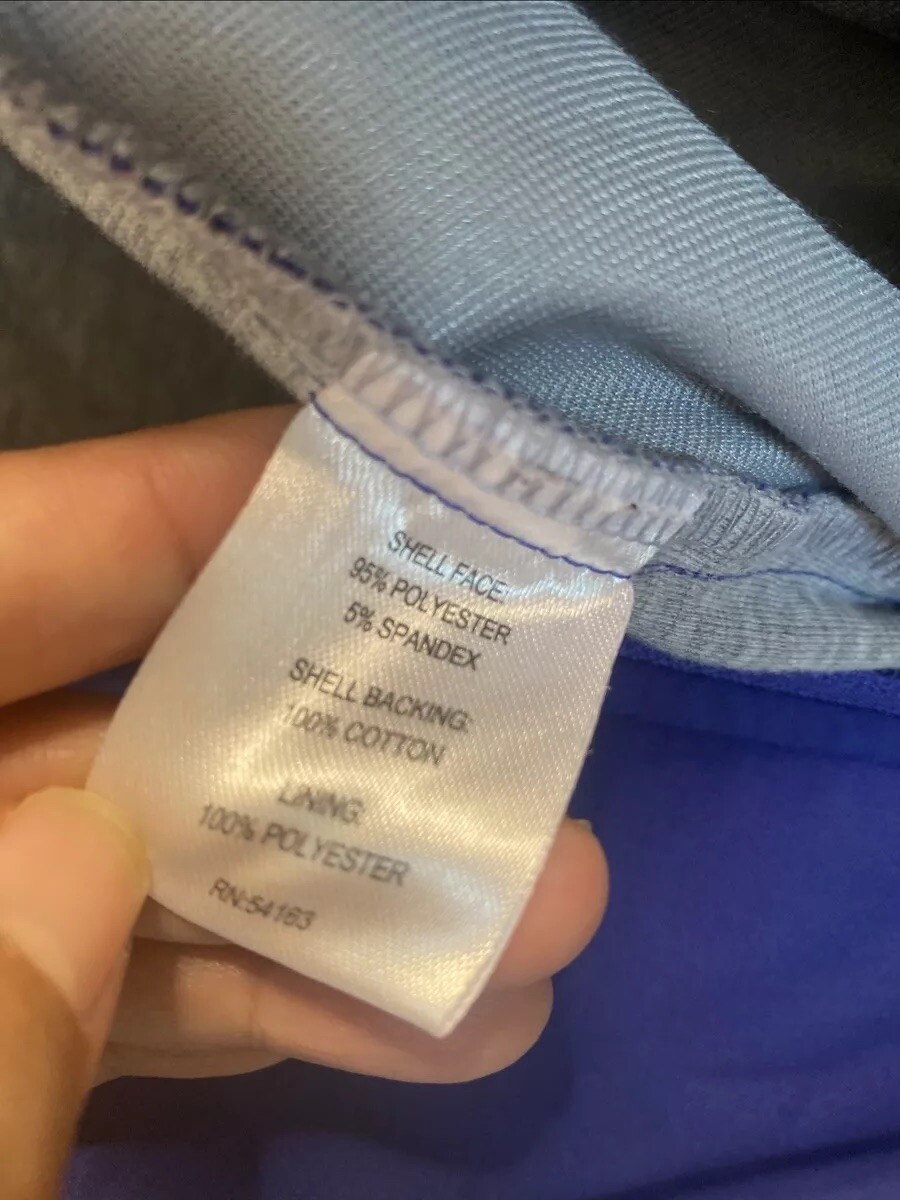 SHELL FACE:
95% POLYESTER
5% SPANDEX
SHELL BACKING:
100% COTTON
LINING:
100% POLYESTER
RN:54163